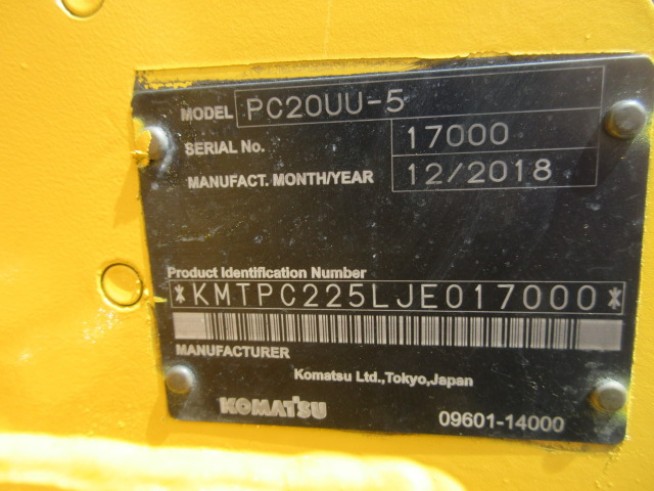 MODEL PC20UU-5
SERIAL No. 17000
MANUFACT. MONTH/YEAR 12/2018
Product Identification Number
*KMTPC225LJE017000*
MANUFACTURER
Komatsu Ltd.,Tokyo,Japan
KOMATSU 09601-14000